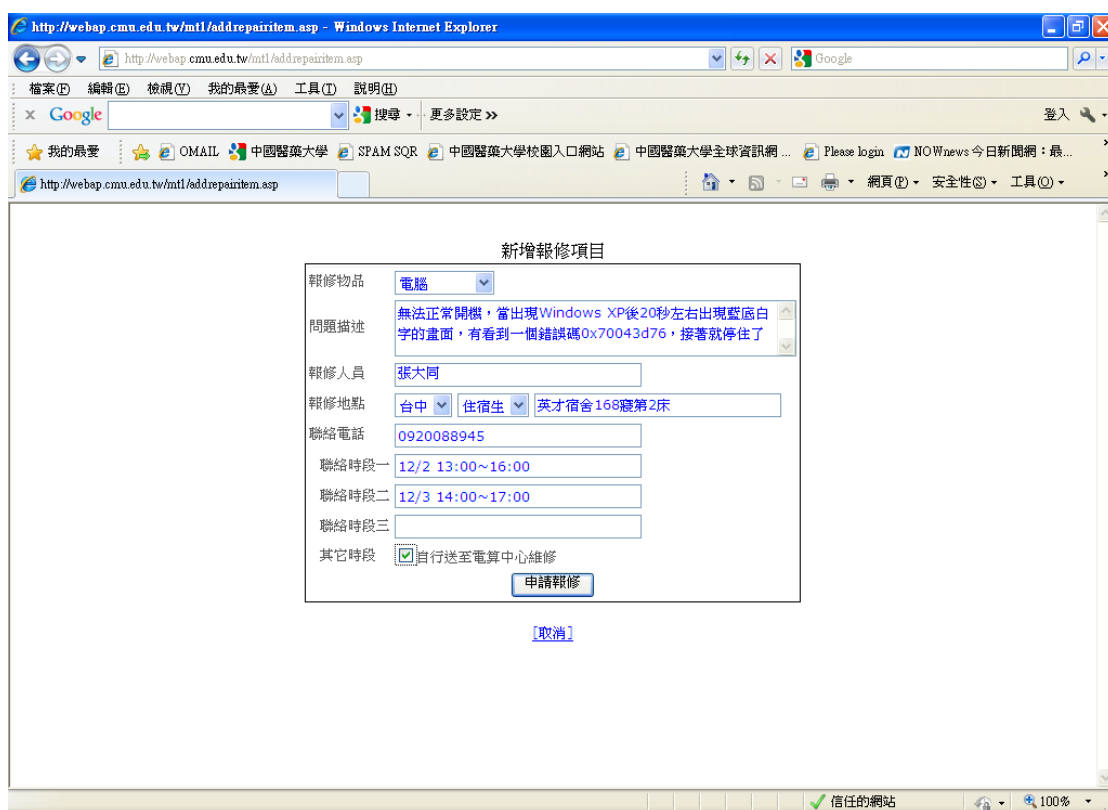 http://webap.cmu.edu.tw/mt1/addrepairitem.asp - Windows Internet Explorer
http://webap.cmu.edu.tw/mt1/addrepairitem.asp Google
檔案(F) 編輯(E) 檢視(V) 我的最愛(A) 工具(T) 說明(H)
x Google 搜尋 更多設定 >> 登入
我的最愛 OMAIL 中國醫藥大學 SPAM SQR 中國醫藥大學校園入口網站 中國醫藥大學全球資訊網 ... Please login NOWnews 今日新聞網：最...
http://webap.cmu.edu.tw/mt1/addrepairitem.asp 網頁(P) 安全性(S) 工具(O)
新增報修項目
報修物品 電腦
問題描述 無法正常開機，當出現Windows XP後20秒左右出現藍底白
字的畫面，有看到一個錯誤碼0x70043d76，接著就停住了
報修人員 張大同
報修地點 台中 住宿生 英才宿舍168寢第2床
聯絡電話 0920088945
聯絡時段一 12/2 13:00~16:00
聯絡時段二 12/3 14:00~17:00
聯絡時段三
其它時段 自行送至電算中心維修
申請報修
[取消]
信任的網站 100%